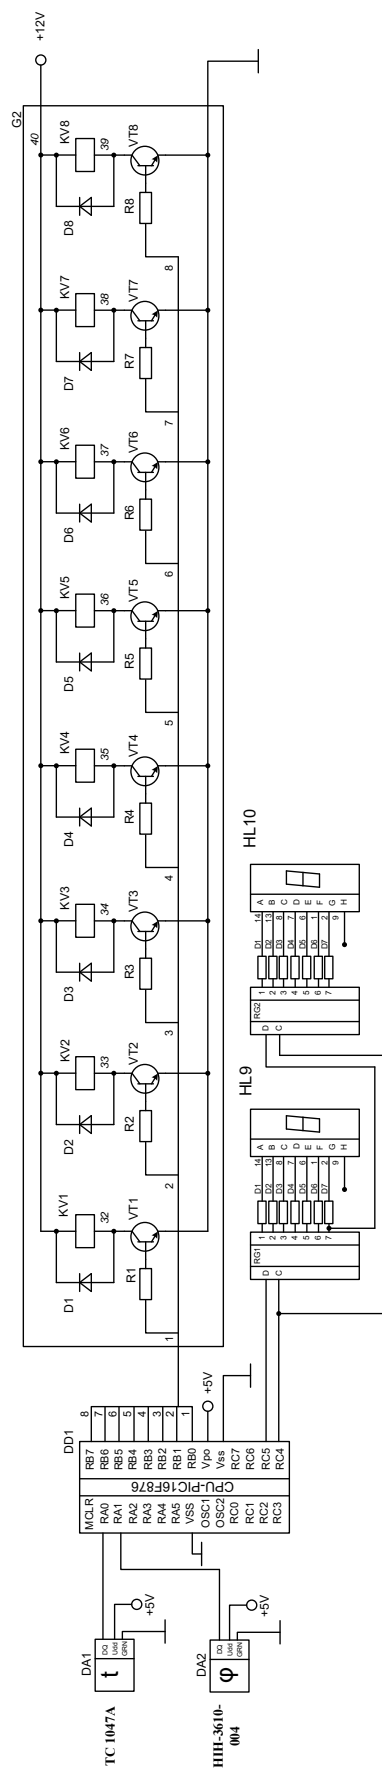 G2
+12V
40
D1 KV1 32 VT1 R1 1
D2 KV2 33 VT2 R2 2
D3 KV3 34 VT3 R3 3
D4 KV4 35 VT4 R4 4
D5 KV5 36 VT5 R5 5
D6 KV6 37 VT6 R6 6
D7 KV7 38 VT7 R7 7
D8 KV8 39 VT8 R8 8
DA1
t
DQ
Udd
GRN
+5V
TC 1047A
DA2
φ
DQ
Udd
GRN
+5V
HIH-3610-
004
DD1
CPU-PIC16F876
MCLR RB7 8
RA0 RB6 7
RA1 RB5 6
RA2 RB4 5
RA3 RB3 4
RA4 RB2 3
RA5 RB1 2
VSS RB0 1
OSC1 Vpo +5V
OSC2 Vss
RC0 RC7
RC1 RC6
RC2 RC5
RC3 RC4
HL9
RG1
D
C
1 D1 14 A
2 D2 13 B
3 D3 8 C
4 D4 7 D
5 D5 6 E
6 D6 1 F
7 D7 2 G
9 H
HL10
RG2
D
C
1 D1 14 A
2 D2 13 B
3 D3 8 C
4 D4 7 D
5 D5 6 E
6 D6 1 F
7 D7 2 G
9 H